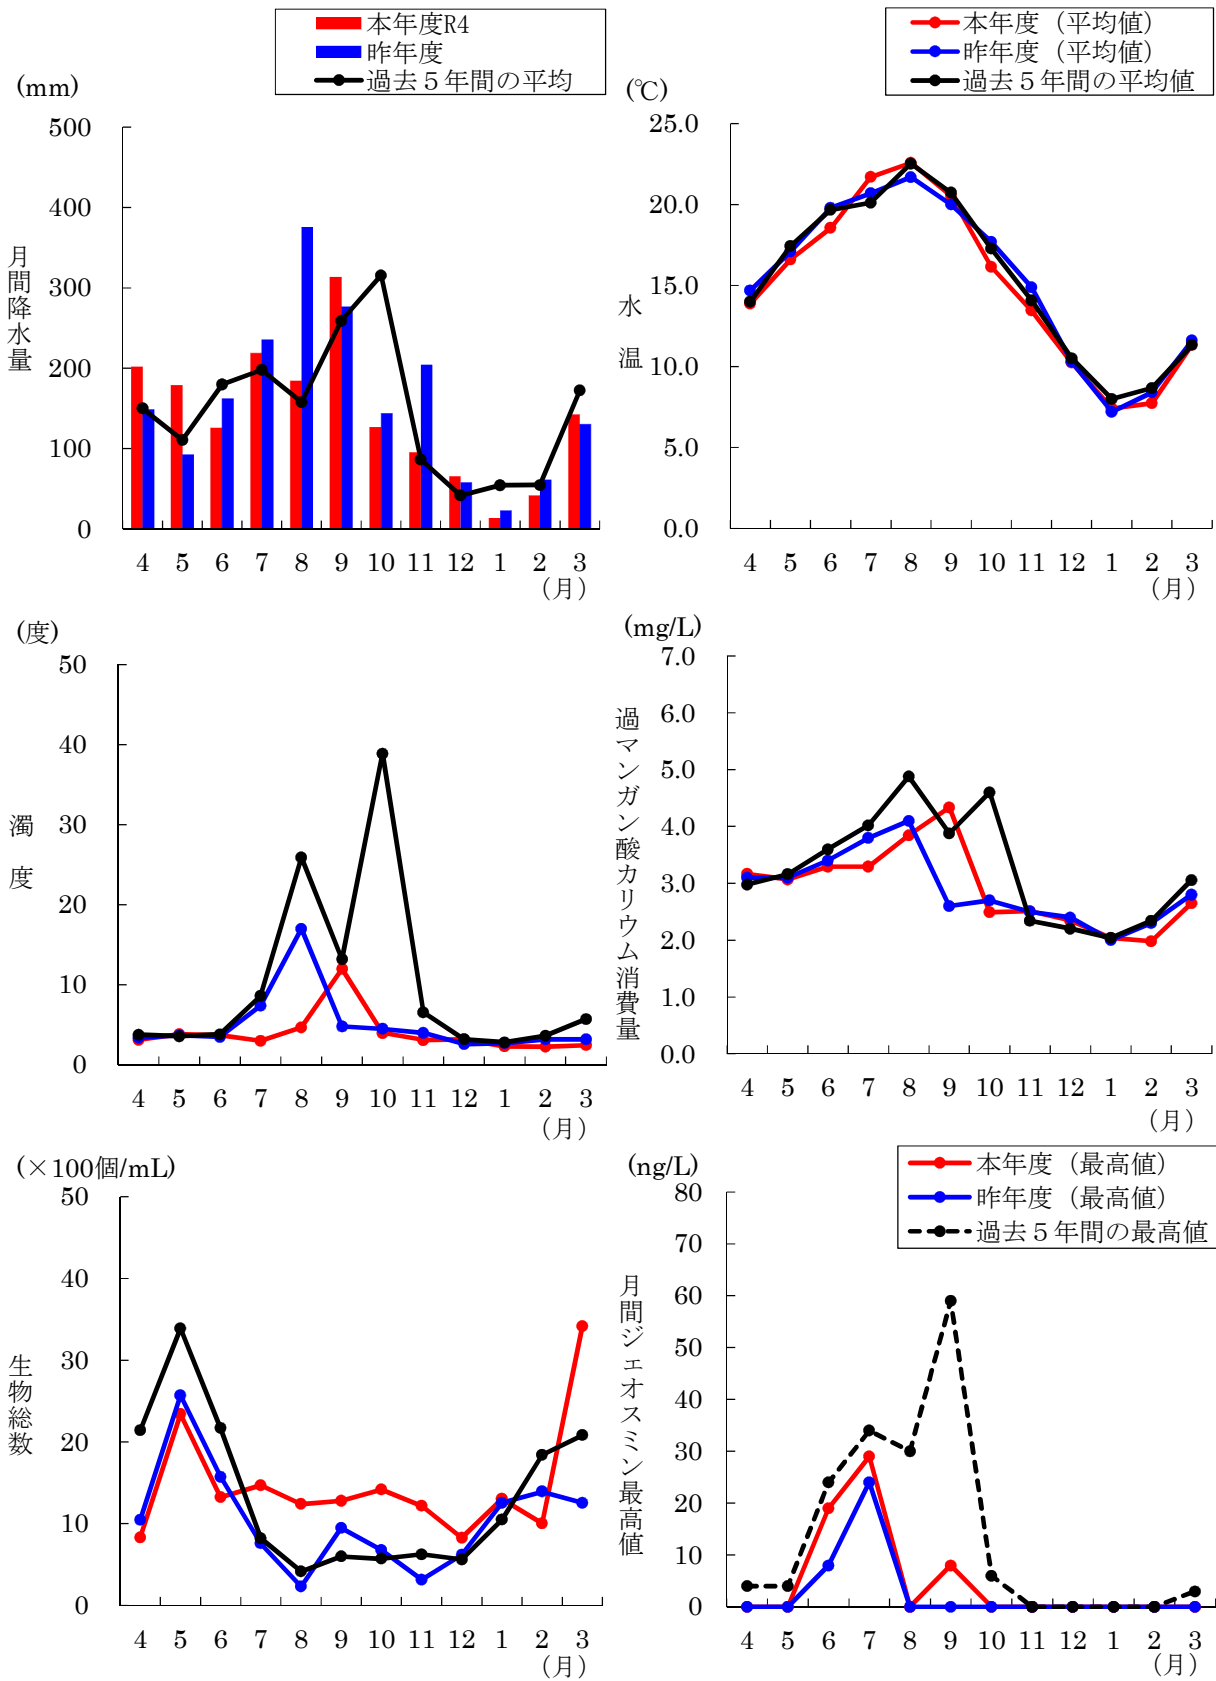 本年度R4
昨年度
過去５年間の平均
(mm)
500
400
300
200
100
0
月間降水量
4 5 6 7 8 9 10 11 12 1 2 3
（月）
本年度（平均値）
昨年度（平均値）
過去５年間の平均値
(℃)
25.0
20.0
15.0
10.0
5.0
0.0
水温
4 5 6 7 8 9 10 11 12 1 2 3
（月）
(度)
50
40
30
20
10
0
濁度
4 5 6 7 8 9 10 11 12 1 2 3
（月）
(mg/L)
7.0
6.0
5.0
4.0
3.0
2.0
1.0
0.0
過マンガン酸カリウム消費量
4 5 6 7 8 9 10 11 12 1 2 3
（月）
(×100個/mL)
50
40
30
20
10
0
生物総数
4 5 6 7 8 9 10 11 12 1 2 3
（月）
本年度（最高値）
昨年度（最高値）
過去５年間の最高値
(ng/L)
80
70
60
50
40
30
20
10
0
月間ジェオスミン最高値
4 5 6 7 8 9 10 11 12 1 2 3
（月）